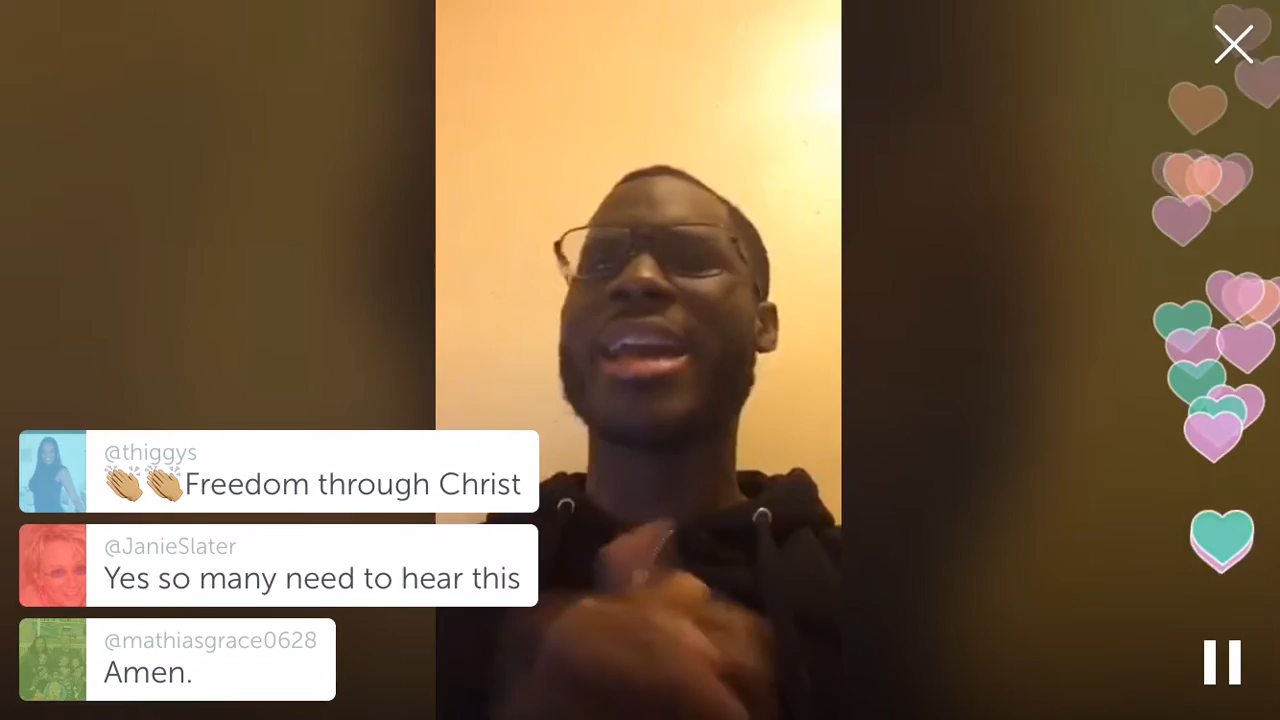 @thiggys
👏🏼👏🏼Freedom through Christ
@JanieSlater
Yes so many need to hear this
@mathiasgrace0628
Amen.